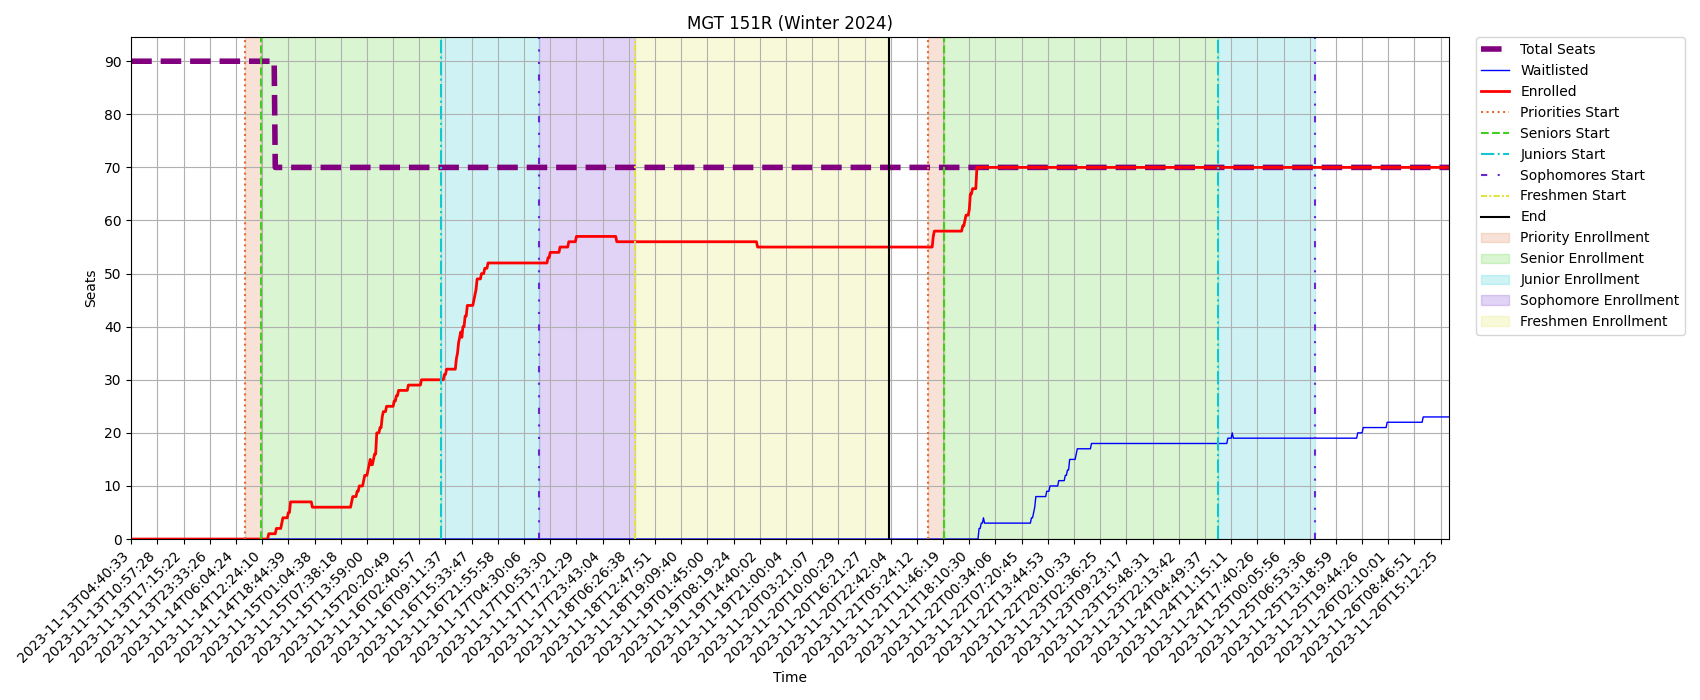 MGT 151R (Winter 2024)
Seats
90
80
70
60
50
40
30
20
10
0
2023-11-13T04:40:33
2023-11-13T10:57:28
2023-11-13T17:15:22
2023-11-13T23:33:26
2023-11-14T06:04:24
2023-11-14T12:24:10
2023-11-14T18:44:39
2023-11-15T01:04:38
2023-11-15T07:38:18
2023-11-15T13:59:00
2023-11-15T20:20:49
2023-11-16T02:40:57
2023-11-16T09:11:37
2023-11-16T15:33:47
2023-11-16T21:55:58
2023-11-17T04:30:06
2023-11-17T10:53:30
2023-11-17T17:21:29
2023-11-17T23:43:04
2023-11-18T06:26:38
2023-11-18T12:47:51
2023-11-18T19:09:40
2023-11-19T01:45:00
2023-11-19T08:19:24
2023-11-19T14:40:02
2023-11-19T21:00:04
2023-11-20T03:21:07
2023-11-20T10:00:29
2023-11-20T16:21:27
2023-11-20T22:42:04
2023-11-21T05:24:12
2023-11-21T11:46:19
2023-11-21T18:10:30
2023-11-22T00:34:06
2023-11-22T07:20:45
2023-11-22T13:44:53
2023-11-22T20:10:33
2023-11-23T02:36:25
2023-11-23T09:23:17
2023-11-23T15:48:31
2023-11-23T22:13:42
2023-11-24T04:49:37
2023-11-24T11:15:11
2023-11-24T17:40:26
2023-11-25T00:05:56
2023-11-25T06:53:36
2023-11-25T13:18:59
2023-11-25T19:44:26
2023-11-26T02:10:01
2023-11-26T08:46:51
2023-11-26T15:12:25
Time
Total Seats
Waitlisted
Enrolled
Priorities Start
Seniors Start
Juniors Start
Sophomores Start
Freshmen Start
End
Priority Enrollment
Senior Enrollment
Junior Enrollment
Sophomore Enrollment
Freshmen Enrollment